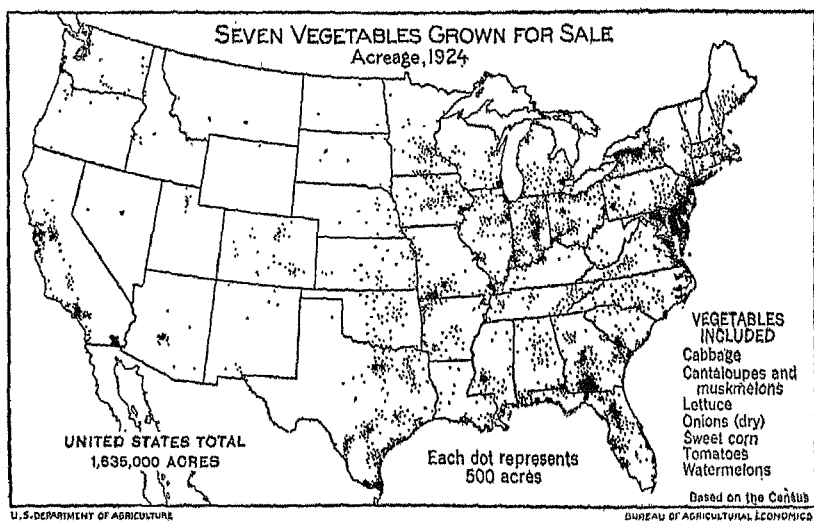 SEVEN VEGETABLES GROWN FOR SALE
Acreage, 1924
VEGETABLES
INCLUDED
Cabbage
Cantaloupes and
muskmelons
Lettuce
Onions (dry)
Sweet corn
Tomatoes
Watermelons
UNITED STATES TOTAL
1,635,000 ACRES
Each dot represents
500 acres
Based on the Census
U.S. DEPARTMENT OF AGRICULTURE
BUREAU OF AGRICULTURAL ECONOMICS